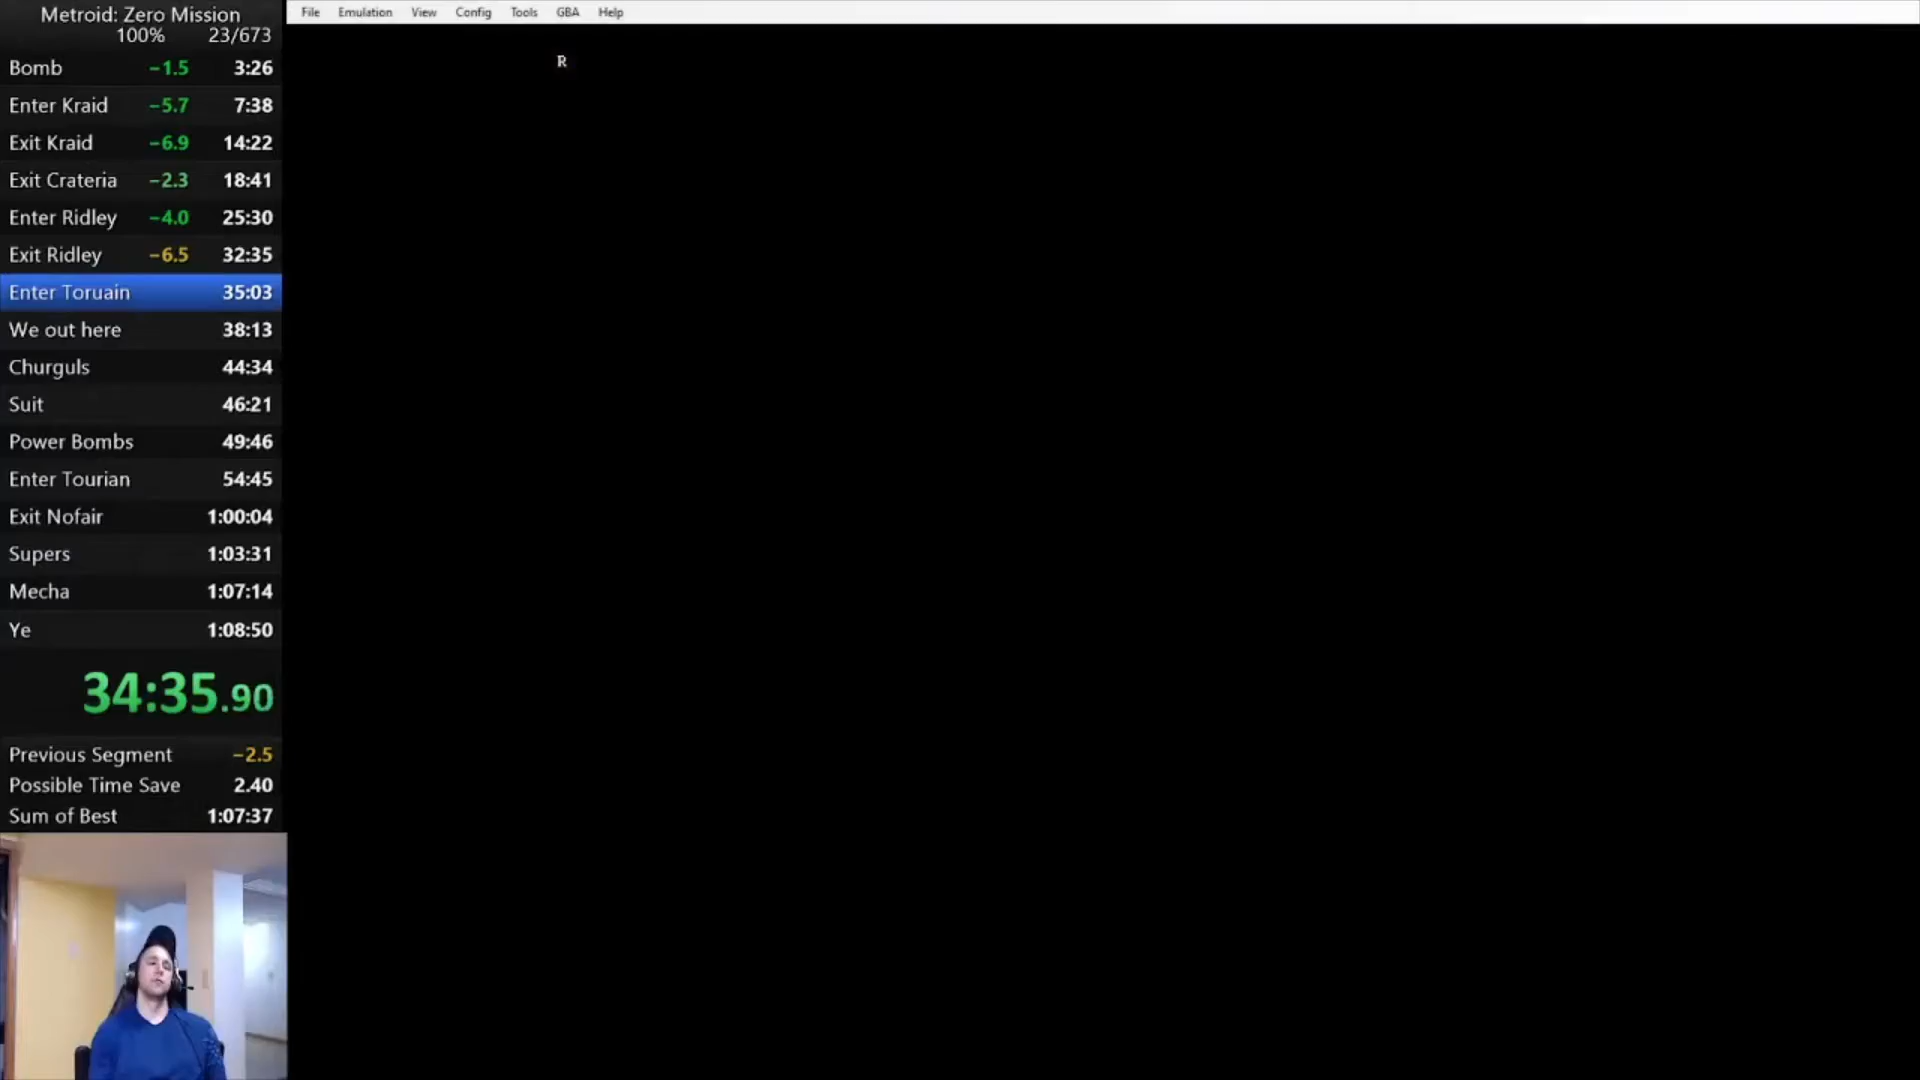 Metroid: Zero Mission
100% 23/673
File Emulation View Config Tools GBA Help
R
Bomb −1.5 3:26
Enter Kraid −5.7 7:38
Exit Kraid −6.9 14:22
Exit Crateria −2.3 18:41
Enter Ridley −4.0 25:30
Exit Ridley −6.5 32:35
Enter Toruain 35:03
We out here 38:13
Churguls 44:34
Suit 46:21
Power Bombs 49:46
Enter Tourian 54:45
Exit Nofair 1:00:04
Supers 1:03:31
Mecha 1:07:14
Ye 1:08:50
34:35.90
Previous Segment −2.5
Possible Time Save 2.40
Sum of Best 1:07:37